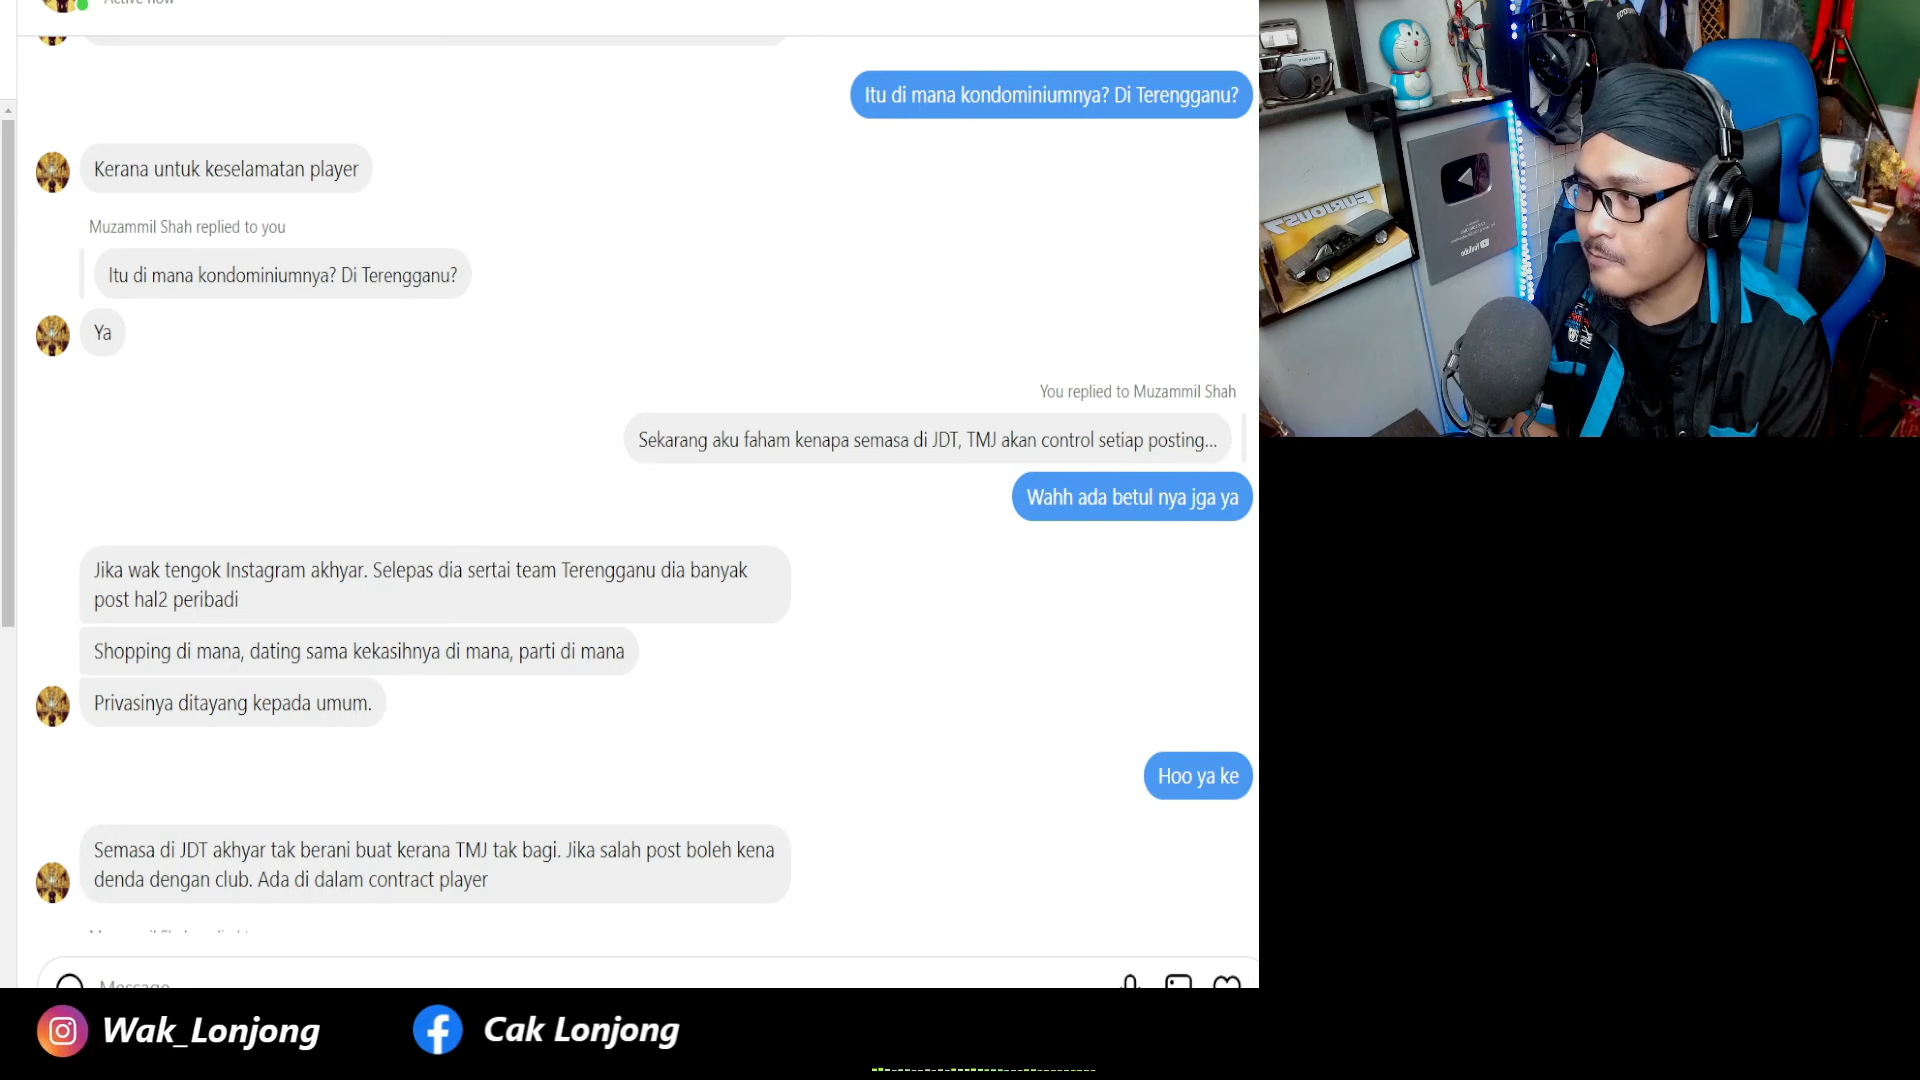 Active now
Itu di mana kondominiumnya? Di Terengganu?
Kerana untuk keselamatan player
Muzammil Shah replied to you
Itu di mana kondominiumnya? Di Terengganu?
Ya
You replied to Muzammil Shah
Sekarang aku faham kenapa semasa di JDT, TMJ akan control setiap posting...
Wahh ada betul nya jga ya
Jika wak tengok Instagram akhyar. Selepas dia sertai team Terengganu dia banyak
post hal2 peribadi
Shopping di mana, dating sama kekasihnya di mana, parti di mana
Privasinya ditayang kepada umum.
Hoo ya ke
Semasa di JDT akhyar tak berani buat kerana TMJ tak bagi. Jika salah post boleh kena
denda dengan club. Ada di dalam contract player
Message
FURIOUS
YouTube
Wak_Lonjong
Cak Lonjong